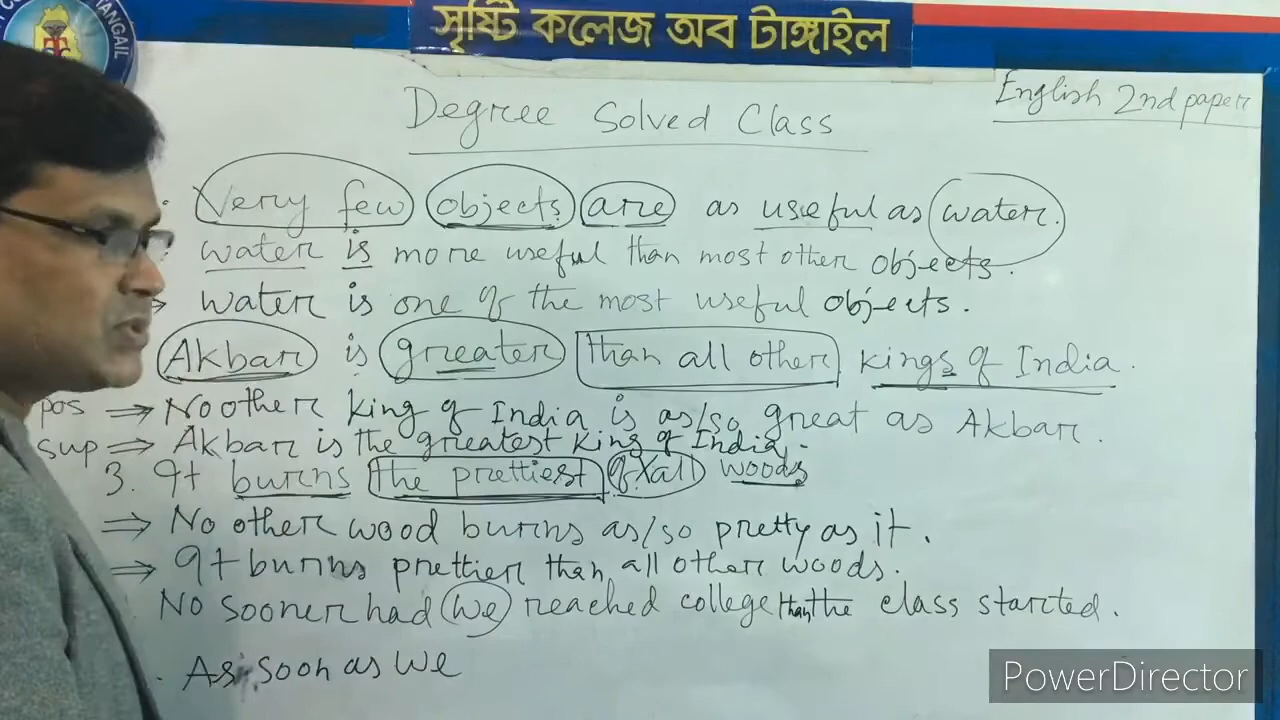 TANGAIL
সৃষ্টি কলেজ অব টাঙ্গাইল
English 2nd paper
Degree Solved Class
Very few objects are as useful as water.
water is more useful than most other objects.
water is one of the most useful objects.
Akbar is greater than all other kings of India.
pos ⇒ No other king of India is as/so great as Akbar.
sup ⇒ Akbar is the greatest king of India.
3. It burns the prettiest of all woods
⇒ No other wood burns as/so pretty as it.
⇒ It burns prettier than all other woods.
No sooner had we reached college than the class started.
As soon as we
PowerDirector